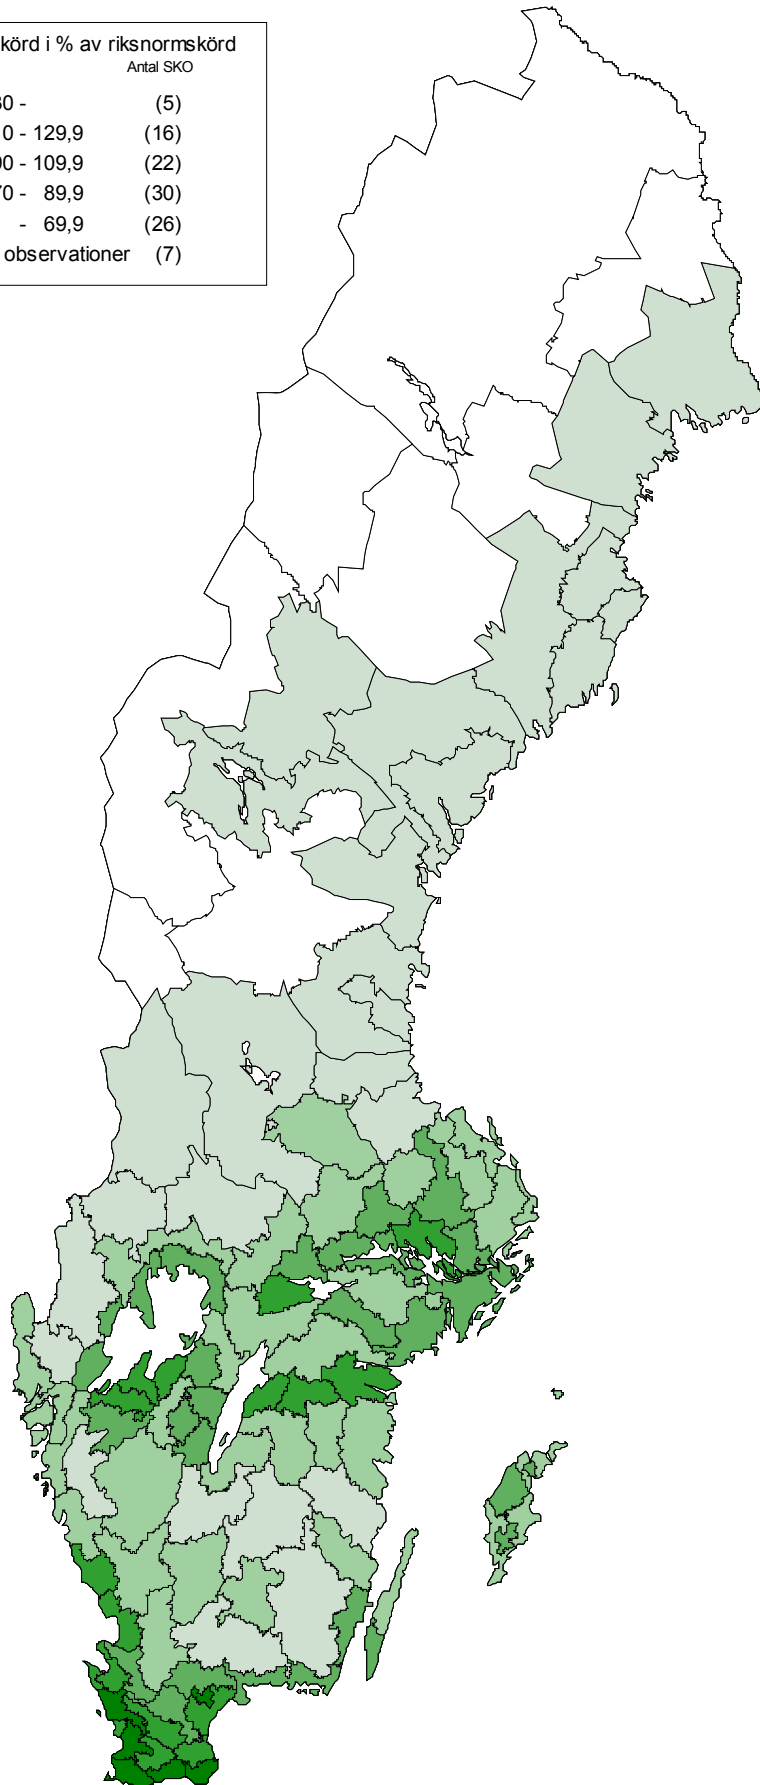 körd i % av riksnormskörd
Antal SKO
30 - (5)
0 - 129,9 (16)
90 - 109,9 (22)
70 - 89,9 (30)
- 69,9 (26)
observationer (7)